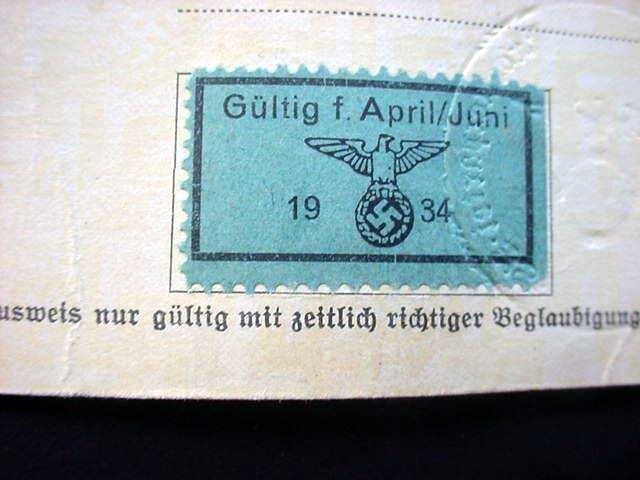 Gültig f. April/Juni
19 34
usweis nur gültig mit zeitlich richtiger Beglaubigung